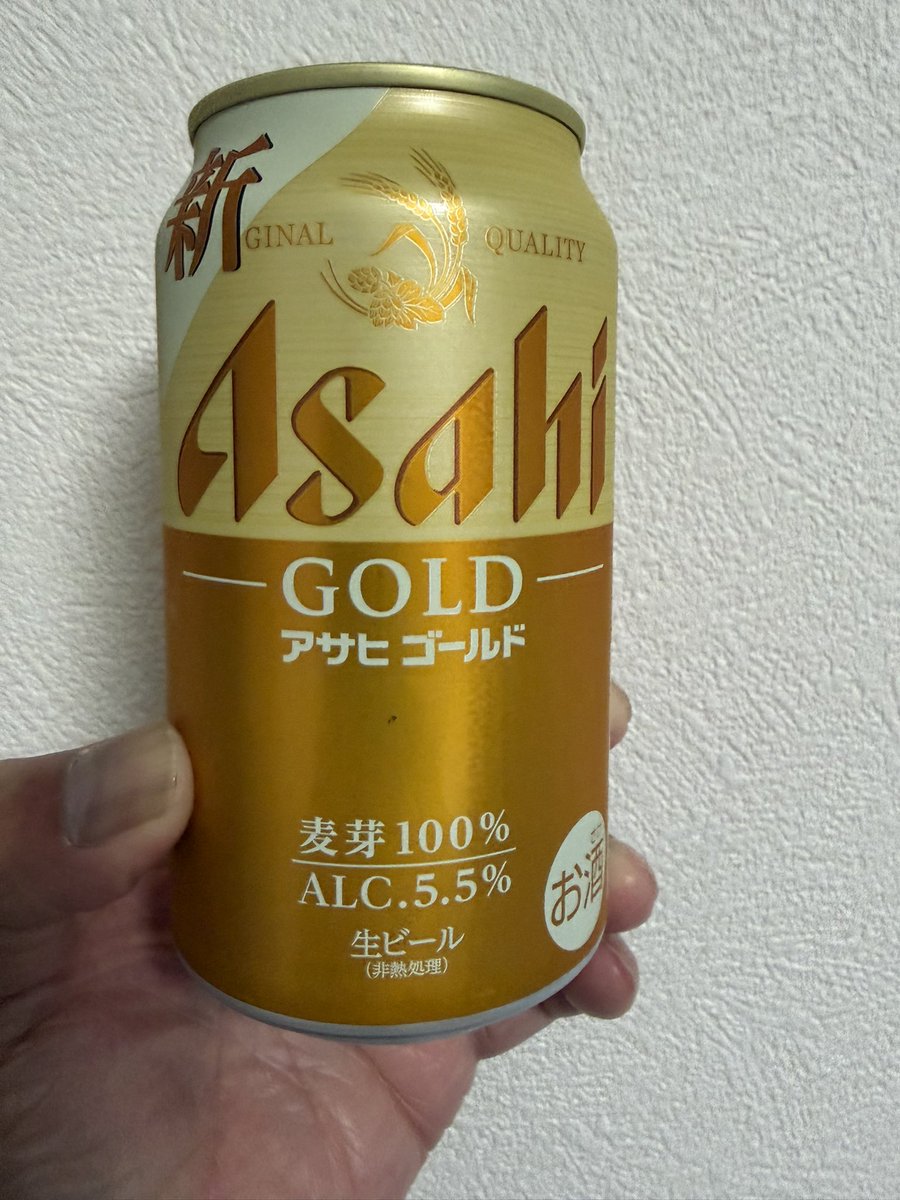 新
GINAL QUALITY
Asahi
GOLD
アサヒ ゴールド
麦芽100%
ALC.5.5%
生ビール
(非熱処理)
お酒